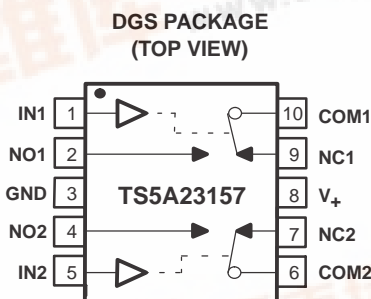 DGS PACKAGE
(TOP VIEW)
IN1 1 10 COM1
NO1 2 9 NC1
GND 3 TS5A23157 8 V+
NO2 4 7 NC2
IN2 5 6 COM2